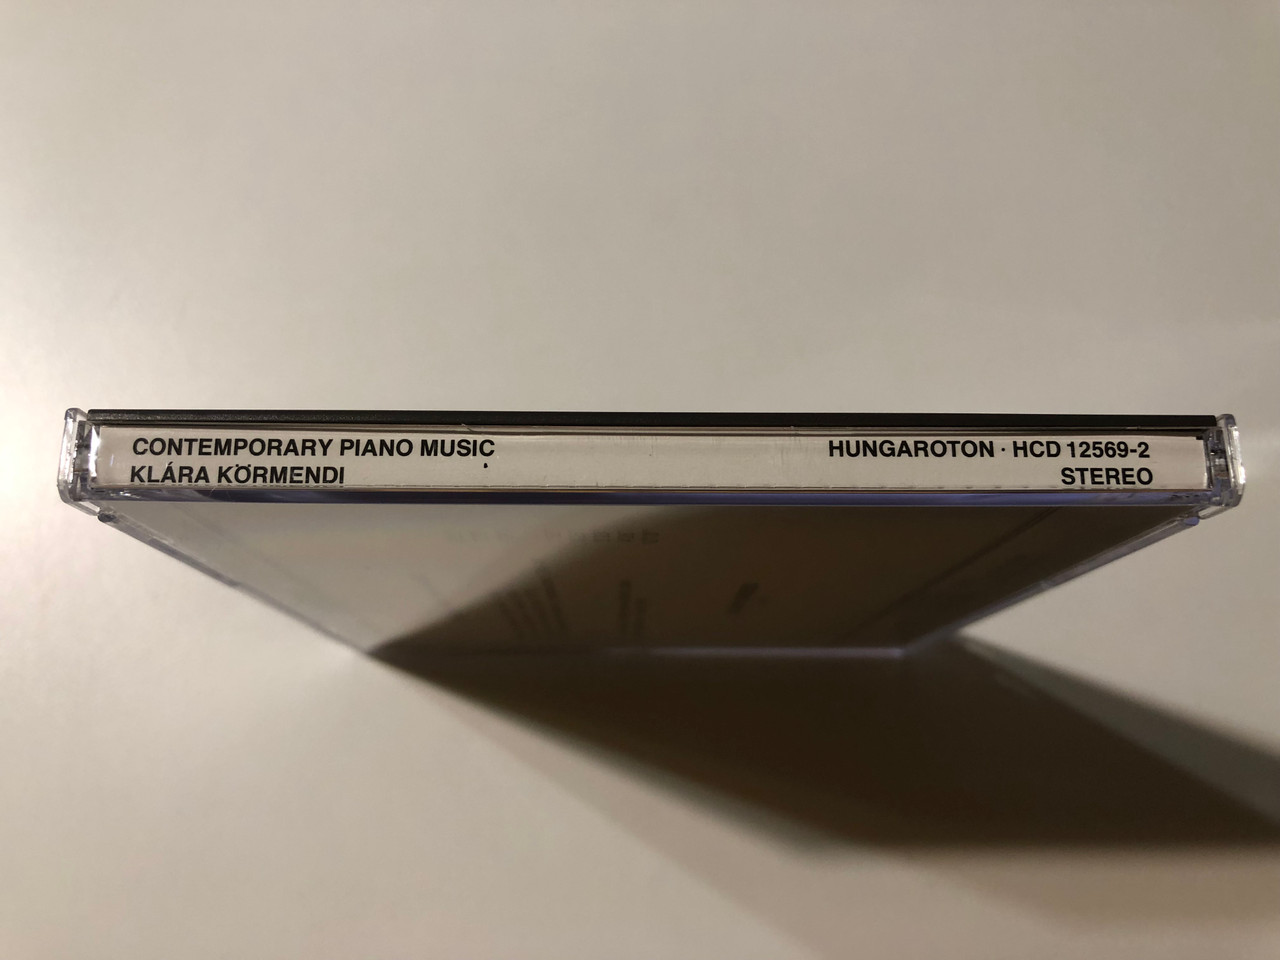 CONTEMPORARY PIANO MUSIC
KLÁRA KÖRMENDI
HUNGAROTON · HCD 12569-2
STEREO